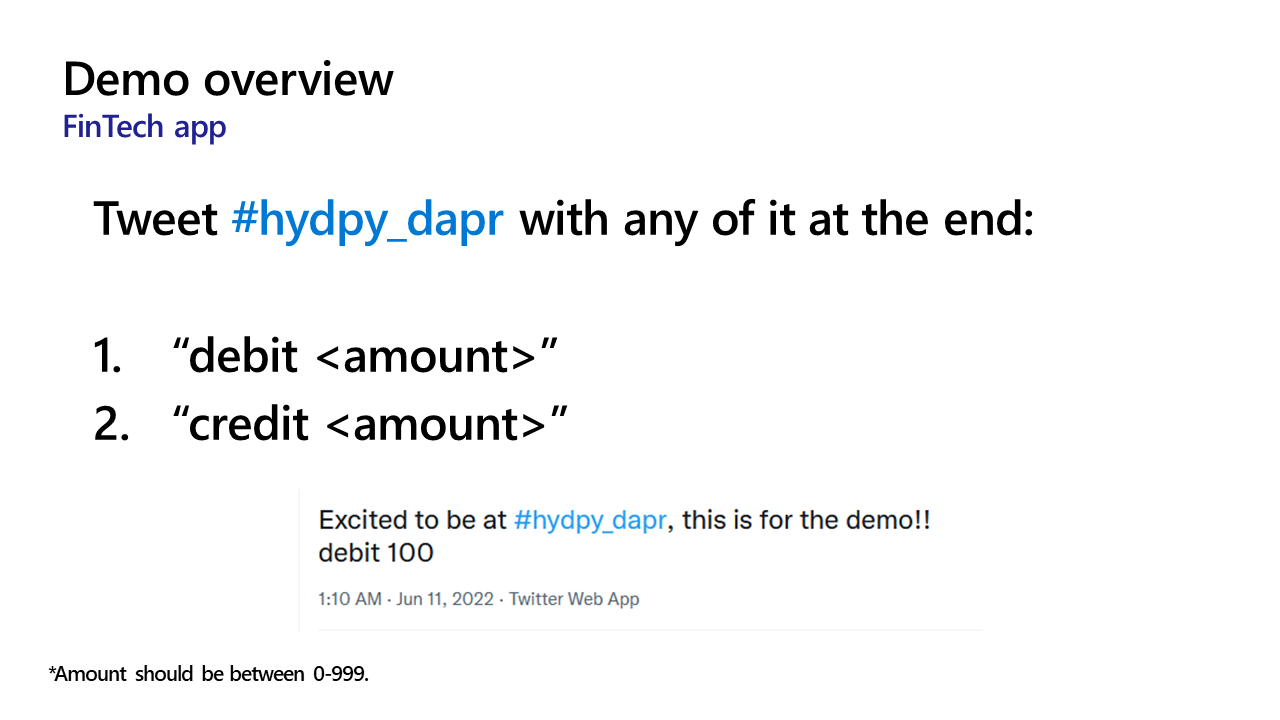 Demo overview
FinTech app
Tweet #hydpy_dapr with any of it at the end:
1. “debit <amount>”
2. “credit <amount>”
Excited to be at #hydpy_dapr, this is for the demo!!
debit 100
1:10 AM · Jun 11, 2022 · Twitter Web App
*Amount should be between 0-999.